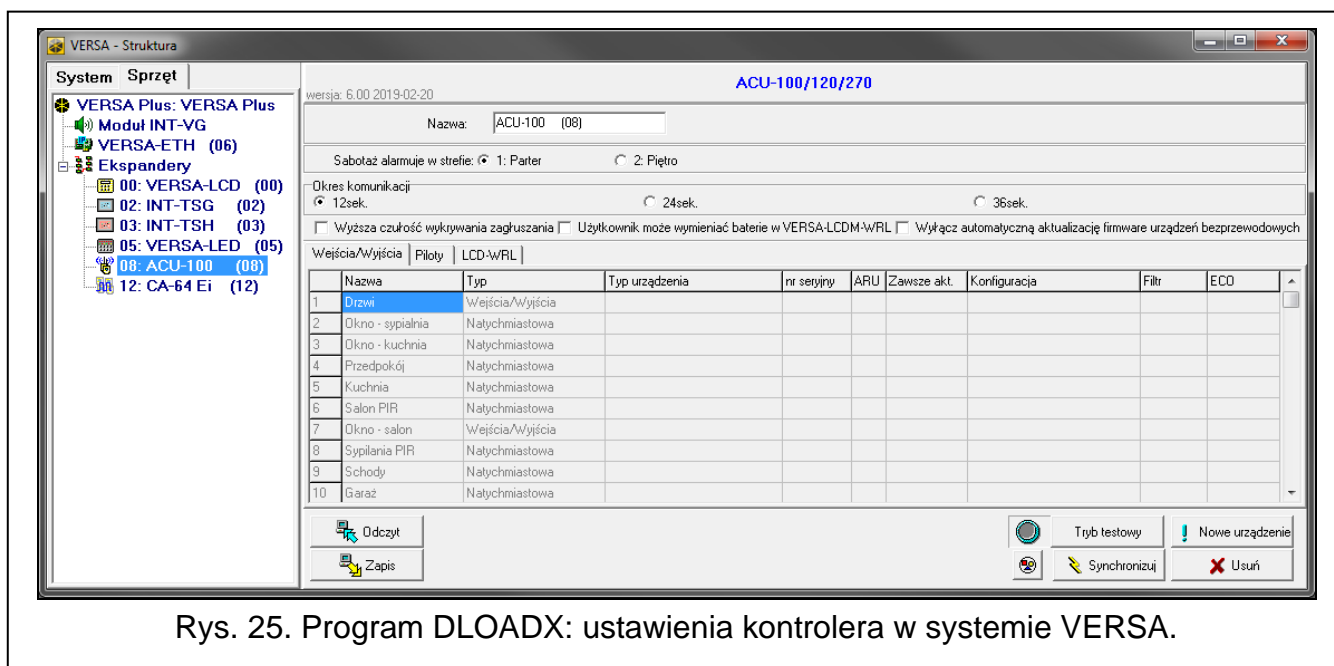 VERSA - Struktura
System Sprzęt
VERSA Plus: VERSA Plus
Moduł INT-VG
VERSA-ETH (06)
Ekspandery
00: VERSA-LCD (00)
02: INT-TSG (02)
03: INT-TSH (03)
05: VERSA-LED (05)
08: ACU-100 (08)
12: CA-64 Ei (12)
ACU-100/120/270
wersja: 6.00 2019-02-20
Nazwa: ACU-100 (08)
Sabotaż alarmuje w strefie: 1: Parter 2: Piętro
Okres komunikacji
12sek. 24sek. 36sek.
Wyższa czułość wykrywania zagłuszania Użytkownik może wymieniać baterie w VERSA-LCDM-WRL Wyłącz automatyczną aktualizację firmware urządzeń bezprzewodowych
Wejścia/Wyjścia Piloty LCD-WRL
Nazwa Typ Typ urządzenia nr seryjny ARU Zawsze akt. Konfiguracja Filtr ECO
1 Drzwi Wejścia/Wyjścia
2 Okno - sypialnia Natychmiastowa
3 Okno - kuchnia Natychmiastowa
4 Przedpokój Natychmiastowa
5 Kuchnia Natychmiastowa
6 Salon PIR Natychmiastowa
7 Okno - salon Wejścia/Wyjścia
8 Sypilania PIR Natychmiastowa
9 Schody Natychmiastowa
10 Garaż Natychmiastowa
Odczyt Tryb testowy Nowe urządzenie
Zapis Synchronizuj Usuń
Rys. 25. Program DLOADX: ustawienia kontrolera w systemie VERSA.